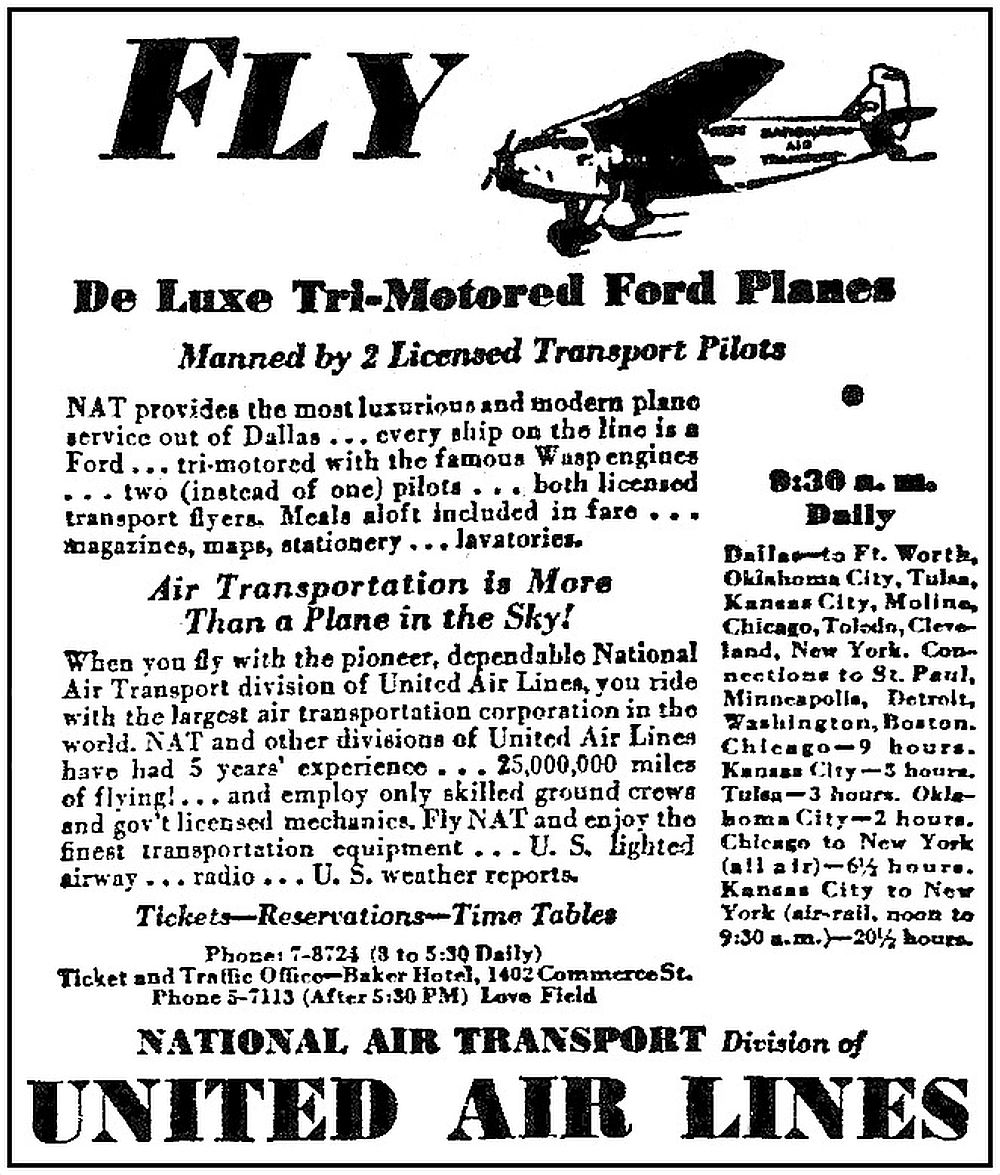 FLY
NATIONAL
AIR
TRANSPORT
De Luxe Tri-Motored Ford Planes
Manned by 2 Licensed Transport Pilots
NAT provides the most luxurious and modern plane
service out of Dallas ... every ship on the line is a
Ford ... tri-motored with the famous Wasp engines
... two (instead of one) pilots ... both licensed
transport flyers. Meals aloft included in fare ...
magazines, maps, stationery ... lavatories.
Air Transportation is More
Than a Plane in the Sky!
When you fly with the pioneer, dependable National
Air Transport division of United Air Lines, you ride
with the largest air transportation corporation in the
world. NAT and other divisions of United Air Lines
have had 5 years' experience ... 25,000,000 miles
of flying! ... and employ only skilled ground crews
and gov't licensed mechanics. Fly NAT and enjoy the
finest transportation equipment ... U. S. lighted
airway ... radio ... U. S. weather reports.
Tickets—Reservations—Time Tables
Phone: 7-8724 (8 to 5:30 Daily)
Ticket and Traffic Office—Baker Hotel, 1402 Commerce St.
Phone 5-7113 (After 5:30 PM) Love Field
9:30 a. m.
Daily
Dallas—to Ft. Worth,
Oklahoma City, Tulsa,
Kansas City, Moline,
Chicago, Toledo, Cleve-
land, New York. Con-
nections to St. Paul,
Minneapolis, Detroit,
Washington, Boston.
Chicago—9 hours.
Kansas City—5 hours.
Tulsa—3 hours. Okla-
homa City—2 hours.
Chicago to New York
(all air)—6½ hours.
Kansas City to New
York (air-rail, noon to
9:30 a.m.)—20½ hours.
NATIONAL AIR TRANSPORT Division of
UNITED AIR LINES